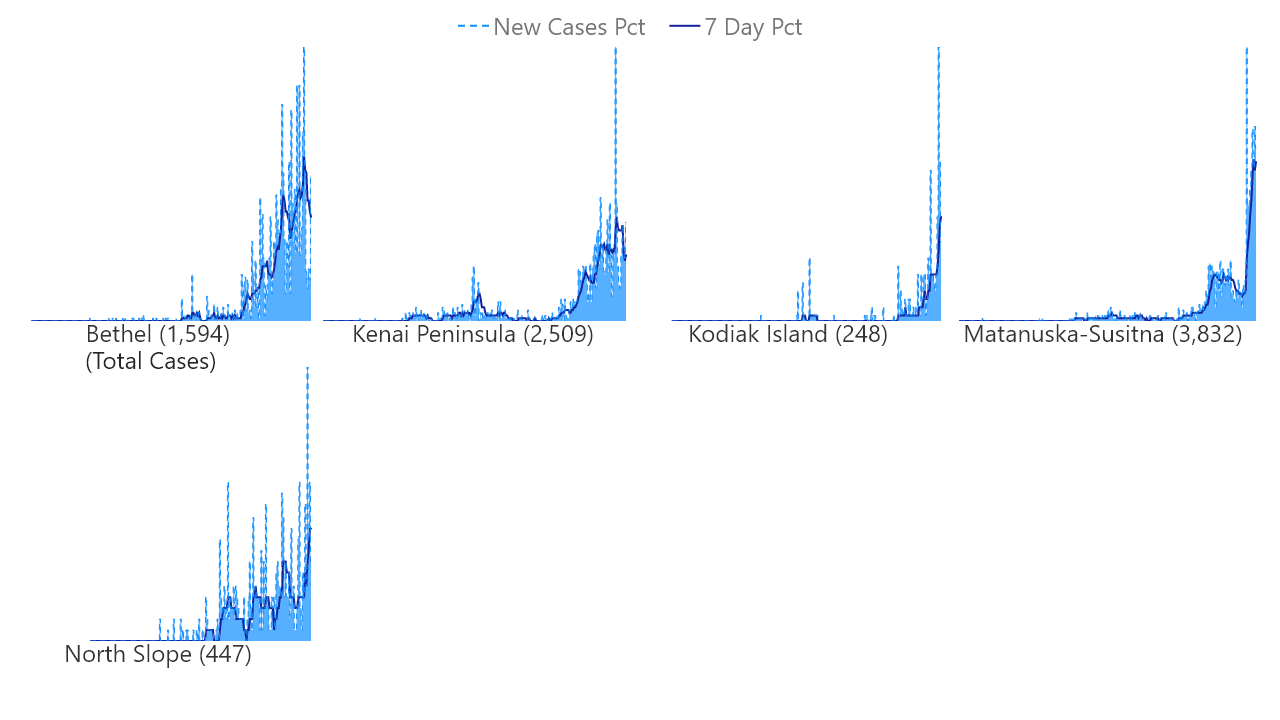 New Cases Pct 7 Day Pct
Bethel (1,594)
(Total Cases)
Kenai Peninsula (2,509)
Kodiak Island (248)
Matanuska-Susitna (3,832)
North Slope (447)